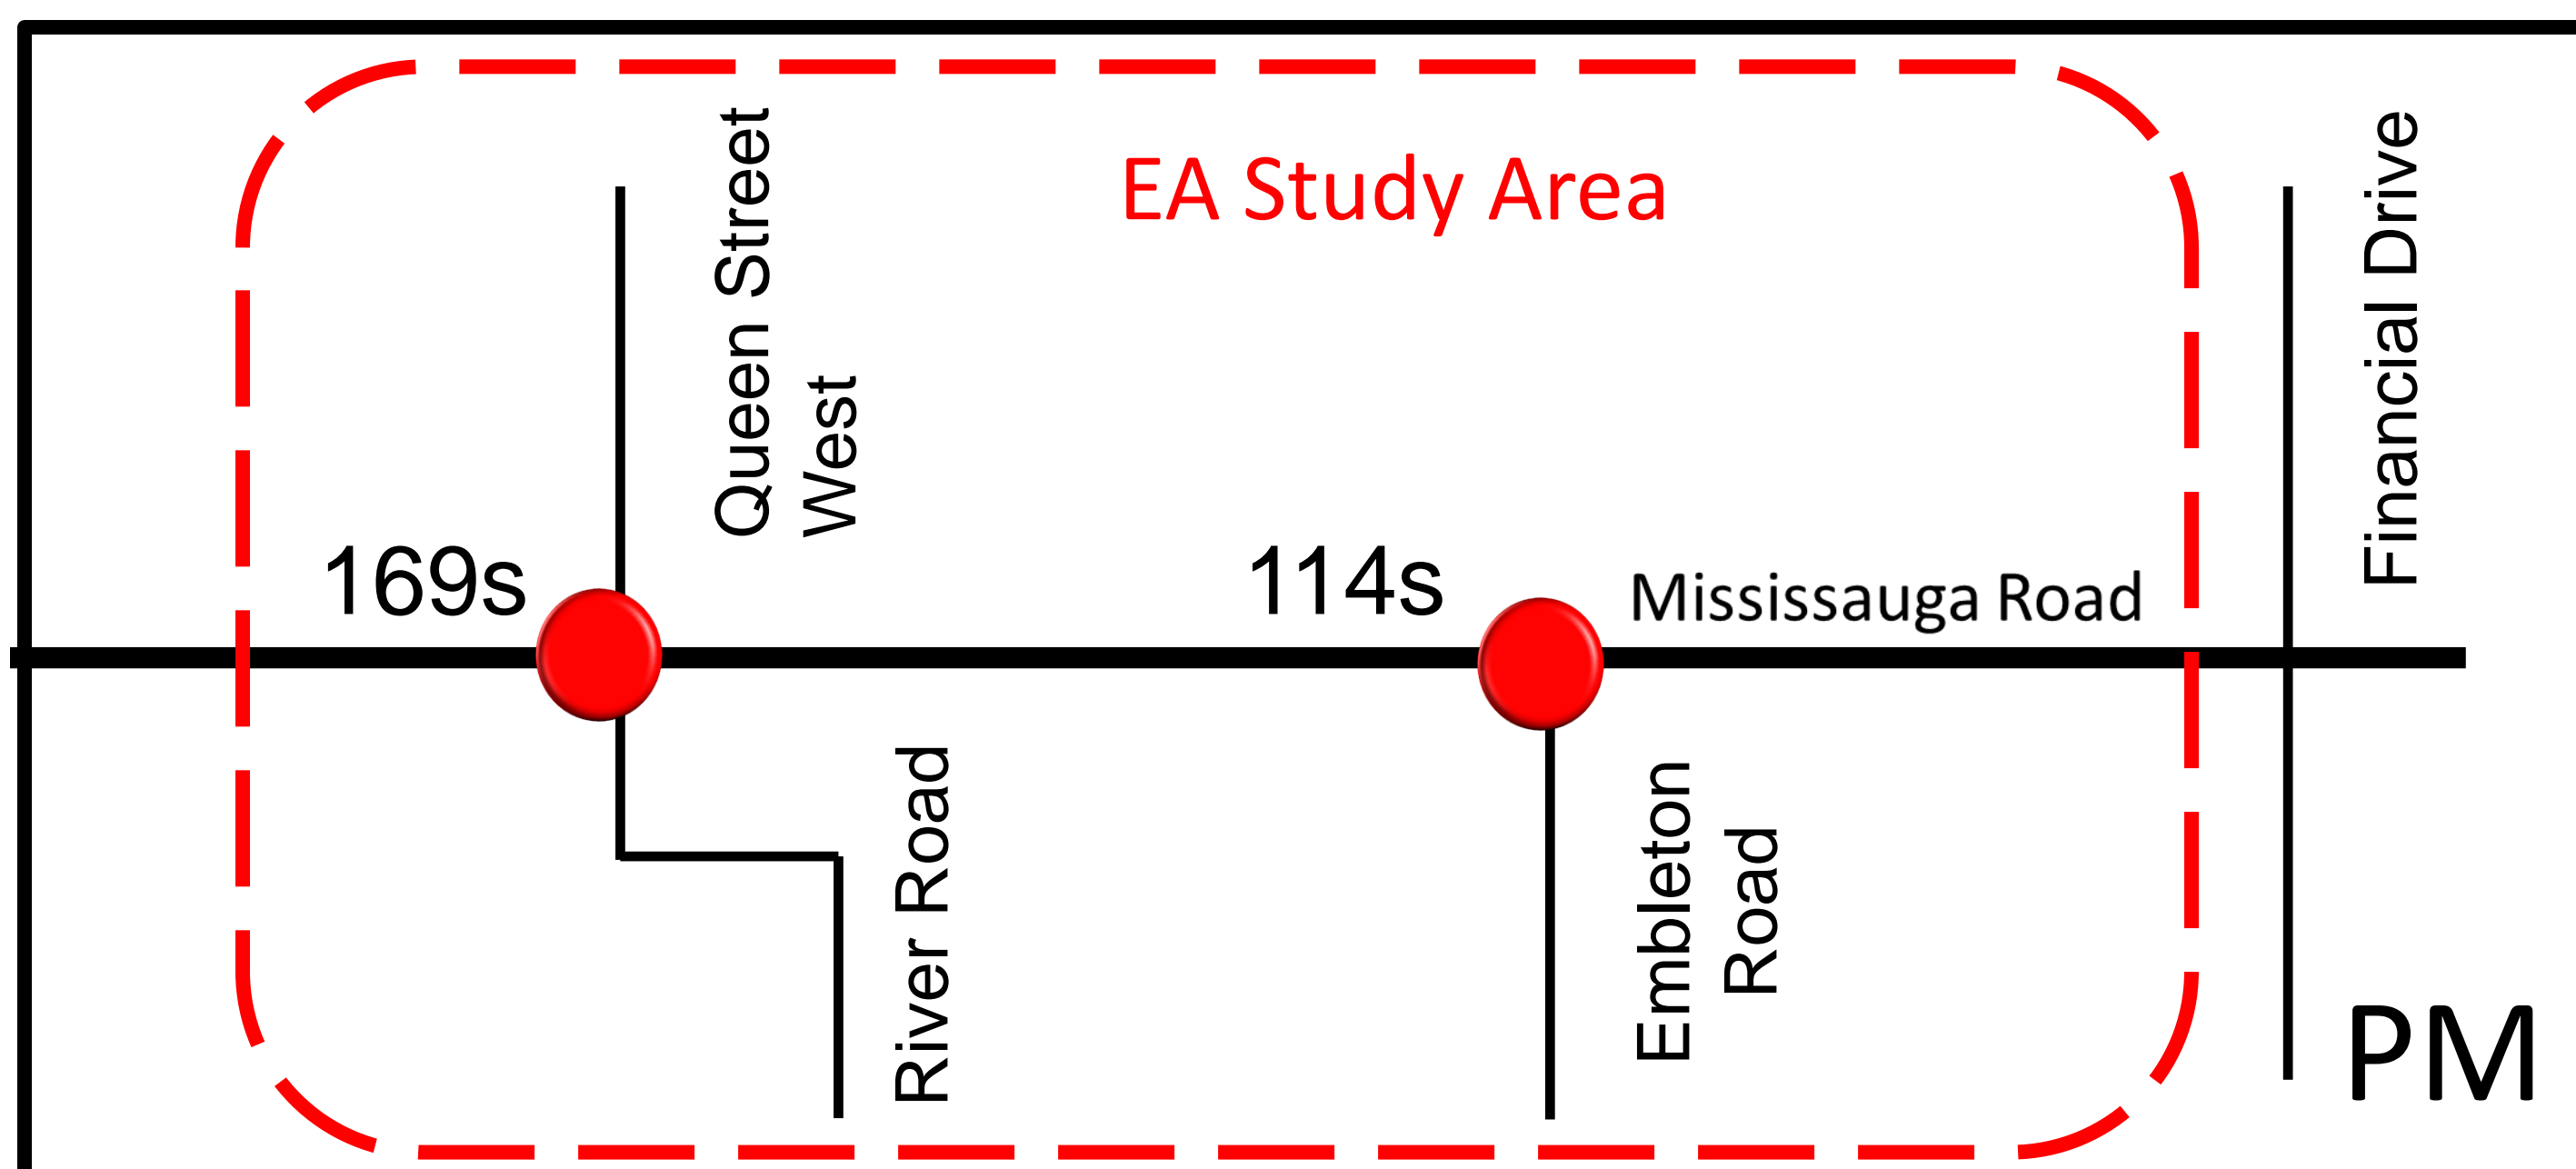 EA Study Area
Queen Street
West
Financial Drive
169s
114s
Mississauga Road
River Road
Embleton
Road
PM